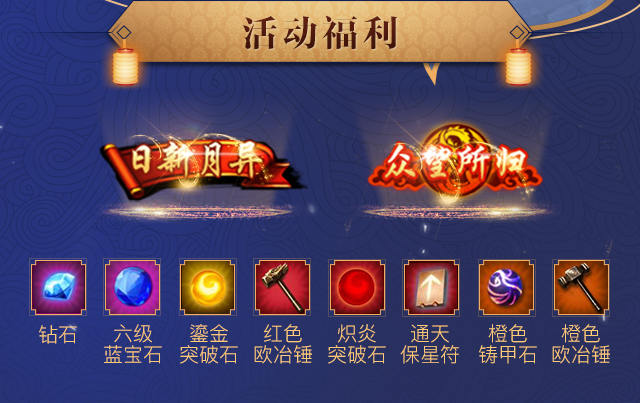 活动福利
日新月异
众望所归
钻石
六级
蓝宝石
鎏金
突破石
红色
欧冶锤
炽炎
突破石
通天
保星符
橙色
铸甲石
橙色
欧冶锤